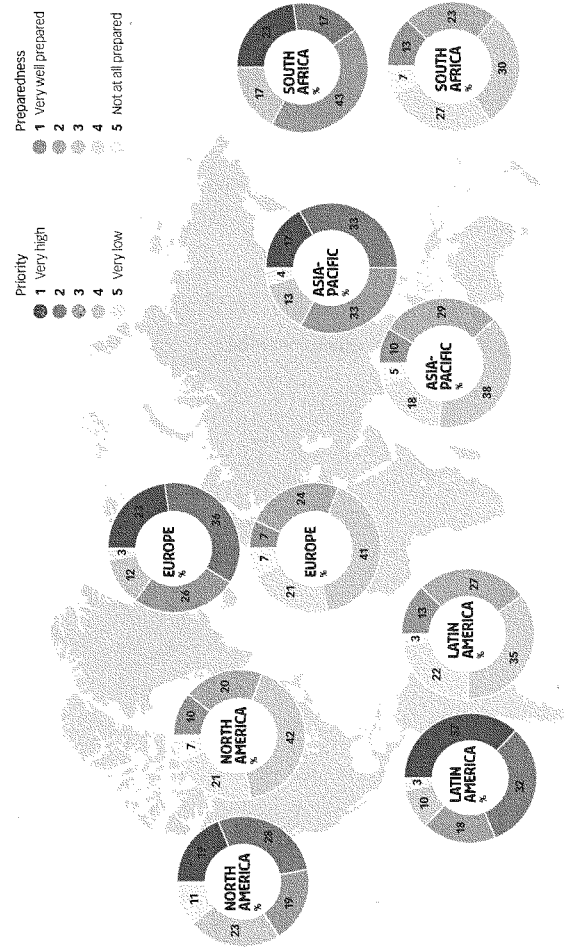 Priority
1 Very high
2
3
4
5 Very low
Preparedness
1 Very well prepared
2
3
4
5 Not at all prepared
NORTH
AMERICA
%
19
28
19
23
11
NORTH
AMERICA
%
10
20
42
21
7
EUROPE
%
23
36
26
12
3
EUROPE
%
7
24
41
21
7
ASIA-
PACIFIC
%
17
33
33
13
4
ASIA-
PACIFIC
%
10
29
38
18
5
SOUTH
AFRICA
%
23
17
43
17
SOUTH
AFRICA
%
13
23
30
27
7
LATIN
AMERICA
%
37
32
18
10
3
LATIN
AMERICA
%
13
27
35
22
3